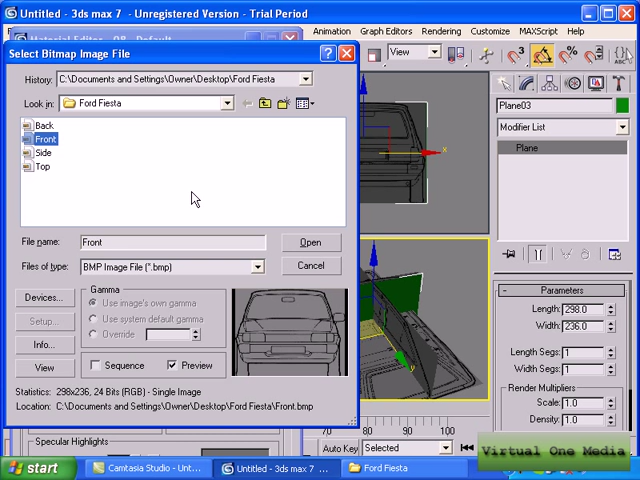 Untitled - 3ds max 7 - Unregistered Version - Trial Period
Material Editor - 08 - Default
Animation Graph Editors Rendering Customize MAXScript Help
Select Bitmap Image File
View
History: C:\Documents and Settings\Owner\Desktop\Ford Fiesta
Look in: Ford Fiesta
Plane03
Modifier List
Plane
Back
Front
Side
Top
x
File name: Front
Open
Files of type: BMP Image File (*.bmp)
Cancel
Devices...
Setup...
Info...
View
Gamma
Use image's own gamma
Use system default gamma
Override
Sequence
Preview
y
Parameters
Length: 298.0
Width: 236.0
Length Segs: 1
Width Segs: 1
Render Multipliers
Scale: 1.0
Density: 1.0
Statistics: 298x236, 24 Bits (RGB) - Single Image
Location: C:\Documents and Settings\Owner\Desktop\Ford Fiesta\Front.bmp
70 80 90 100
Specular Highlights
Auto Key Selected
Virtual One Media
start
Camtasia Studio - Unt...
Untitled - 3ds max 7 ...
Ford Fiesta